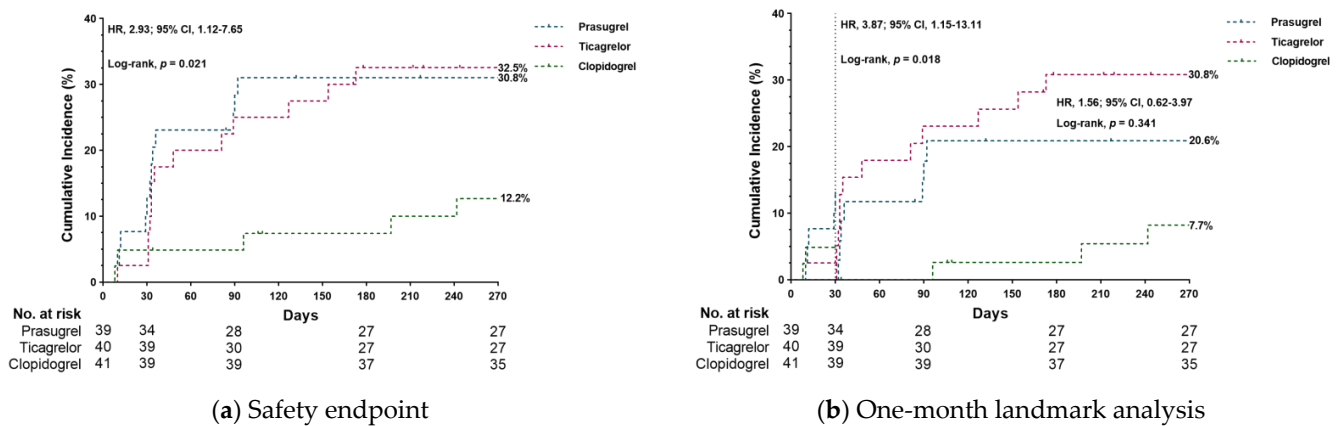 HR, 2.93; 95% CI, 1.12-7.65
Log-rank, p = 0.021
Prasugrel
Ticagrelor
Clopidogrel
Cumulative Incidence (%)
40
30
20
10
0
32.5%
30.8%
12.2%
0 30 60 90 120 150 180 210 240 270
Days
No. at risk
Prasugrel 39 34 28 27 27
Ticagrelor 40 39 30 27 27
Clopidogrel 41 39 39 37 35
(a) Safety endpoint
HR, 3.87; 95% CI, 1.15-13.11
Log-rank, p = 0.018
Prasugrel
Ticagrelor
Clopidogrel
Cumulative Incidence (%)
40
30
20
10
0
30.8%
HR, 1.56; 95% CI, 0.62-3.97
Log-rank, p = 0.341
20.6%
7.7%
0 30 60 90 120 150 180 210 240 270
Days
No. at risk
Prasugrel 39 34 28 27 27
Ticagrelor 40 39 30 27 27
Clopidogrel 41 39 39 37 35
(b) One-month landmark analysis